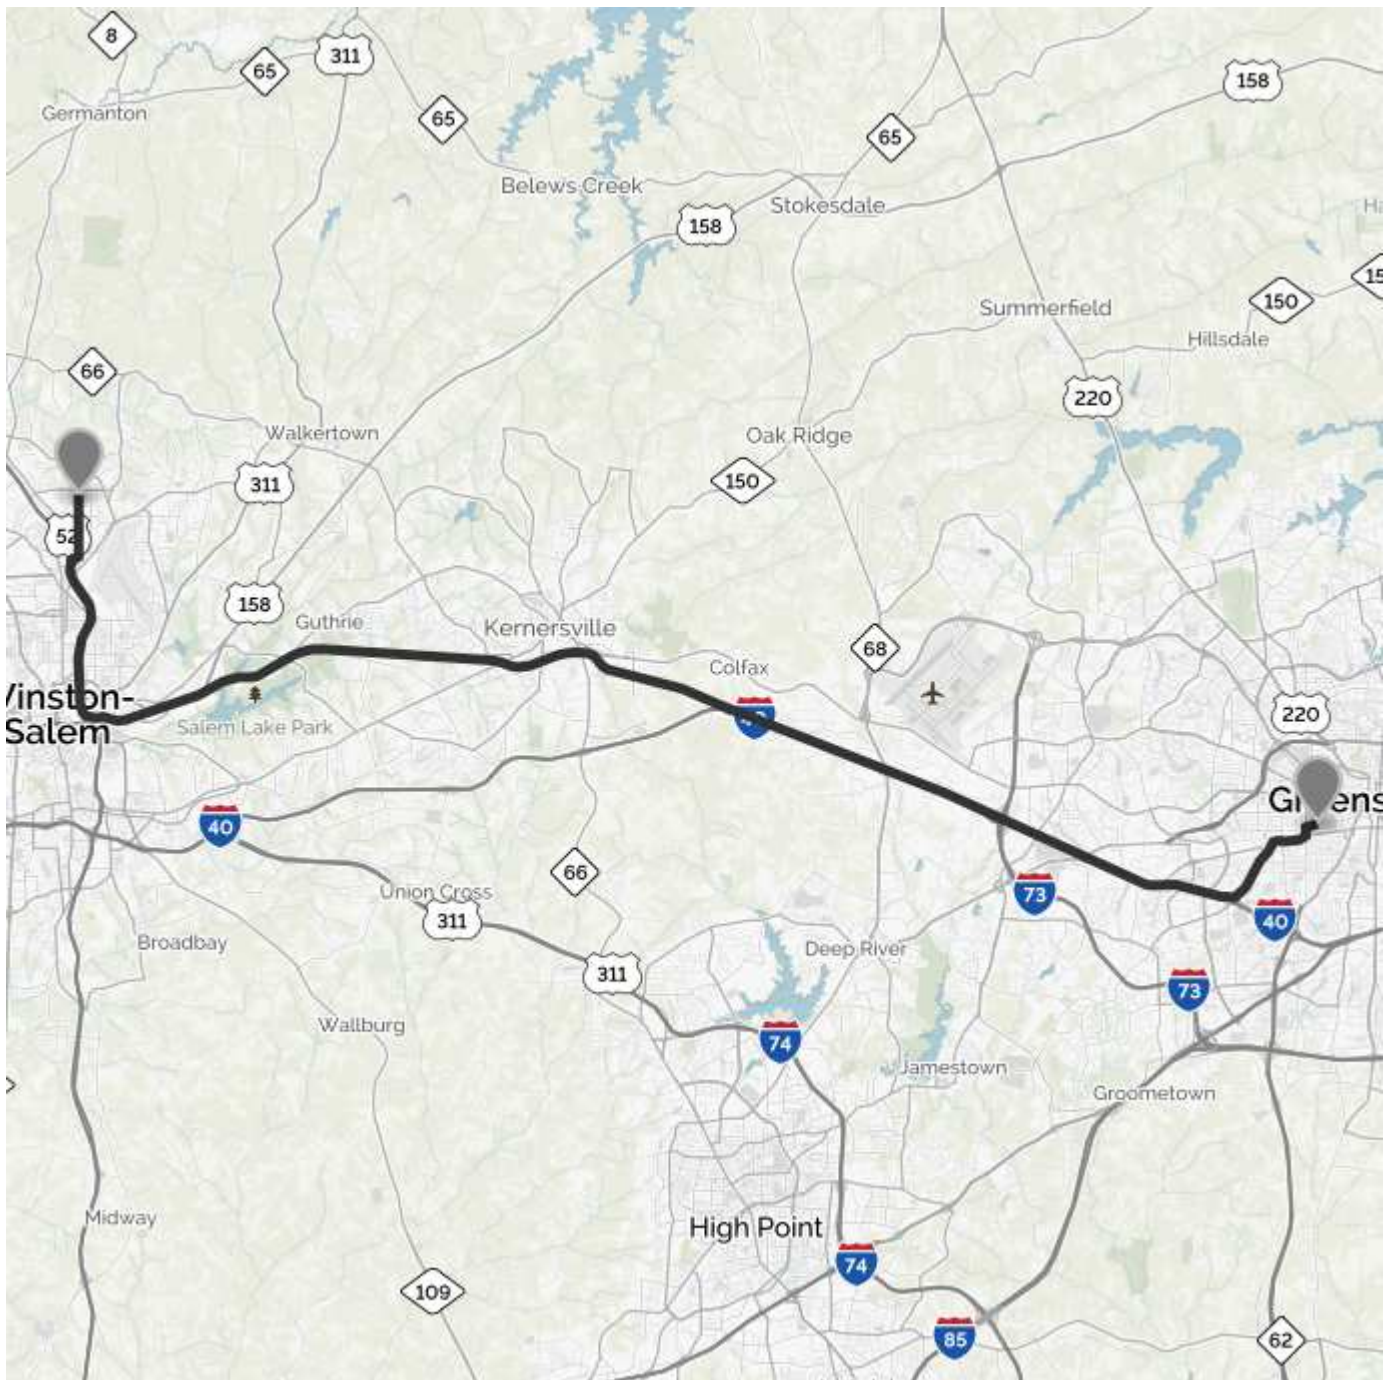 8
311
65
158
Germanton
65
65
Belews Creek
Stokesdale
158
150
Summerfield
Hillsdale
66
220
Walkertown
Oak Ridge
311
150
52
158
Guthrie
Kernersville
68
Colfax
Winston-
Salem
Salem Lake Park
220
40
66
Union Cross
311
73
40
Broadbay
Deep River
311
73
Wallburg
74
Jamestown
Groometown
Midway
High Point
74
109
85
62